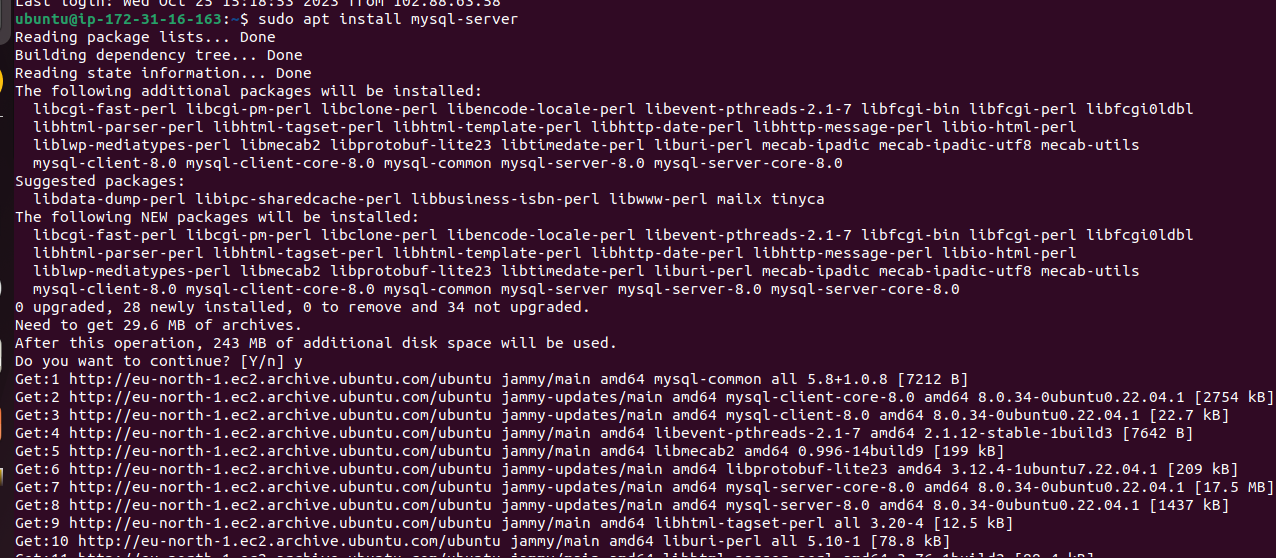 Last login: Wed Oct 25 15:18:53 2023 from 102.88.63.58
ubuntu@ip-172-31-16-163:~$ sudo apt install mysql-server
Reading package lists... Done
Building dependency tree... Done
Reading state information... Done
The following additional packages will be installed:
  libcgi-fast-perl libcgi-pm-perl libclone-perl libencode-locale-perl libevent-pthreads-2.1-7 libfcgi-bin libfcgi-perl libfcgi0ldbl
  libhtml-parser-perl libhtml-tagset-perl libhtml-template-perl libhttp-date-perl libhttp-message-perl libio-html-perl
  liblwp-mediatypes-perl libmecab2 libprotobuf-lite23 libtimedate-perl liburi-perl mecab-ipadic mecab-ipadic-utf8 mecab-utils
  mysql-client-8.0 mysql-client-core-8.0 mysql-common mysql-server-8.0 mysql-server-core-8.0
Suggested packages:
  libdata-dump-perl libipc-sharedcache-perl libbusiness-isbn-perl libwww-perl mailx tinyca
The following NEW packages will be installed:
  libcgi-fast-perl libcgi-pm-perl libclone-perl libencode-locale-perl libevent-pthreads-2.1-7 libfcgi-bin libfcgi-perl libfcgi0ldbl
  libhtml-parser-perl libhtml-tagset-perl libhtml-template-perl libhttp-date-perl libhttp-message-perl libio-html-perl
  liblwp-mediatypes-perl libmecab2 libprotobuf-lite23 libtimedate-perl liburi-perl mecab-ipadic mecab-ipadic-utf8 mecab-utils
  mysql-client-8.0 mysql-client-core-8.0 mysql-common mysql-server mysql-server-8.0 mysql-server-core-8.0
0 upgraded, 28 newly installed, 0 to remove and 34 not upgraded.
Need to get 29.6 MB of archives.
After this operation, 243 MB of additional disk space will be used.
Do you want to continue? [Y/n] y
Get:1 http://eu-north-1.ec2.archive.ubuntu.com/ubuntu jammy/main amd64 mysql-common all 5.8+1.0.8 [7212 B]
Get:2 http://eu-north-1.ec2.archive.ubuntu.com/ubuntu jammy-updates/main amd64 mysql-client-core-8.0 amd64 8.0.34-0ubuntu0.22.04.1 [2754 kB]
Get:3 http://eu-north-1.ec2.archive.ubuntu.com/ubuntu jammy-updates/main amd64 mysql-client-8.0 amd64 8.0.34-0ubuntu0.22.04.1 [22.7 kB]
Get:4 http://eu-north-1.ec2.archive.ubuntu.com/ubuntu jammy/main amd64 libevent-pthreads-2.1-7 amd64 2.1.12-stable-1build3 [7642 B]
Get:5 http://eu-north-1.ec2.archive.ubuntu.com/ubuntu jammy/main amd64 libmecab2 amd64 0.996-14build9 [199 kB]
Get:6 http://eu-north-1.ec2.archive.ubuntu.com/ubuntu jammy-updates/main amd64 libprotobuf-lite23 amd64 3.12.4-1ubuntu7.22.04.1 [209 kB]
Get:7 http://eu-north-1.ec2.archive.ubuntu.com/ubuntu jammy-updates/main amd64 mysql-server-core-8.0 amd64 8.0.34-0ubuntu0.22.04.1 [17.5 MB]
Get:8 http://eu-north-1.ec2.archive.ubuntu.com/ubuntu jammy-updates/main amd64 mysql-server-8.0 amd64 8.0.34-0ubuntu0.22.04.1 [1437 kB]
Get:9 http://eu-north-1.ec2.archive.ubuntu.com/ubuntu jammy/main amd64 libhtml-tagset-perl all 3.20-4 [12.5 kB]
Get:10 http://eu-north-1.ec2.archive.ubuntu.com/ubuntu jammy/main amd64 liburi-perl all 5.10-1 [78.8 kB]